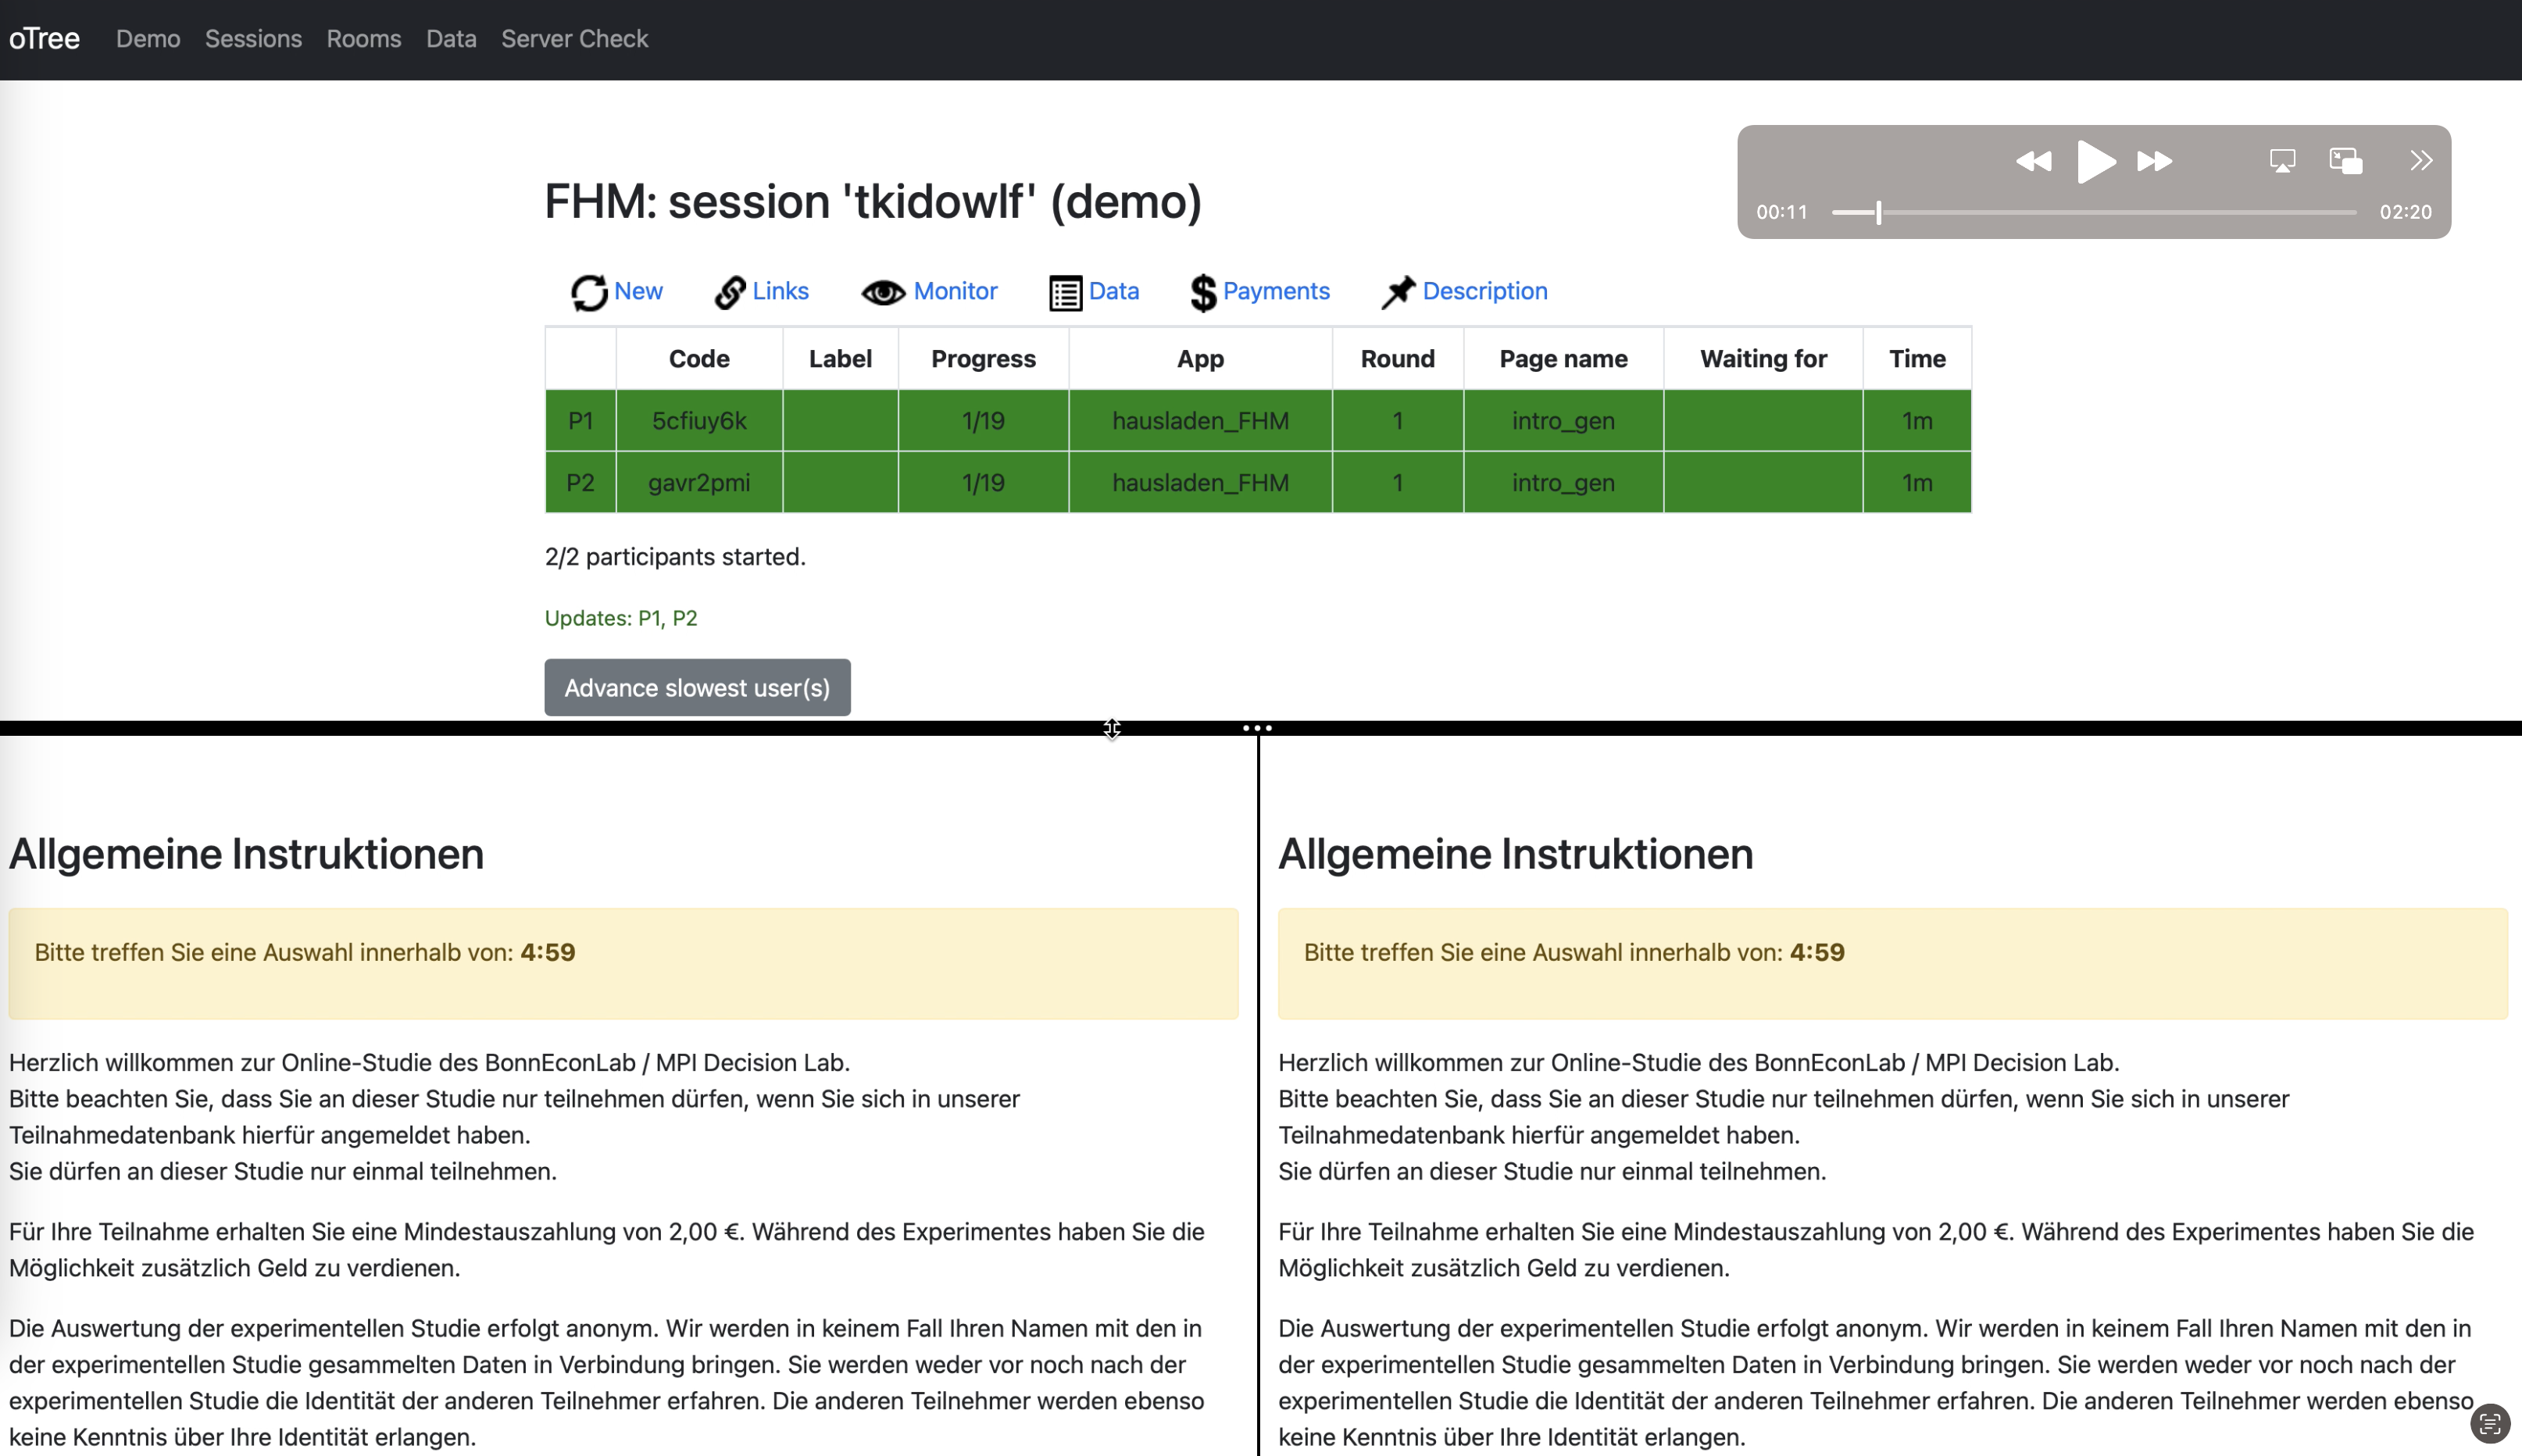 oTree Demo Sessions Rooms Data Server Check
00:11 02:20
FHM: session 'tkidowlf' (demo)
New Links Monitor Data Payments Description
Code Label Progress App Round Page name Waiting for Time
P1 5cfiuy6k 1/19 hausladen_FHM 1 intro_gen 1m
P2 gavr2pmi 1/19 hausladen_FHM 1 intro_gen 1m
2/2 participants started.
Updates: P1, P2
Advance slowest user(s)
Allgemeine Instruktionen
Bitte treffen Sie eine Auswahl innerhalb von: 4:59
Herzlich willkommen zur Online-Studie des BonnEconLab / MPI Decision Lab.
Bitte beachten Sie, dass Sie an dieser Studie nur teilnehmen dürfen, wenn Sie sich in unserer
Teilnahmedatenbank hierfür angemeldet haben.
Sie dürfen an dieser Studie nur einmal teilnehmen.
Für Ihre Teilnahme erhalten Sie eine Mindestauszahlung von 2,00 €. Während des Experimentes haben Sie die
Möglichkeit zusätzlich Geld zu verdienen.
Die Auswertung der experimentellen Studie erfolgt anonym. Wir werden in keinem Fall Ihren Namen mit den in
der experimentellen Studie gesammelten Daten in Verbindung bringen. Sie werden weder vor noch nach der
experimentellen Studie die Identität der anderen Teilnehmer erfahren. Die anderen Teilnehmer werden ebenso
keine Kenntnis über Ihre Identität erlangen.
Allgemeine Instruktionen
Bitte treffen Sie eine Auswahl innerhalb von: 4:59
Herzlich willkommen zur Online-Studie des BonnEconLab / MPI Decision Lab.
Bitte beachten Sie, dass Sie an dieser Studie nur teilnehmen dürfen, wenn Sie sich in unserer
Teilnahmedatenbank hierfür angemeldet haben.
Sie dürfen an dieser Studie nur einmal teilnehmen.
Für Ihre Teilnahme erhalten Sie eine Mindestauszahlung von 2,00 €. Während des Experimentes haben Sie die
Möglichkeit zusätzlich Geld zu verdienen.
Die Auswertung der experimentellen Studie erfolgt anonym. Wir werden in keinem Fall Ihren Namen mit den in
der experimentellen Studie gesammelten Daten in Verbindung bringen. Sie werden weder vor noch nach der
experimentellen Studie die Identität der anderen Teilnehmer erfahren. Die anderen Teilnehmer werden ebenso
keine Kenntnis über Ihre Identität erlangen.